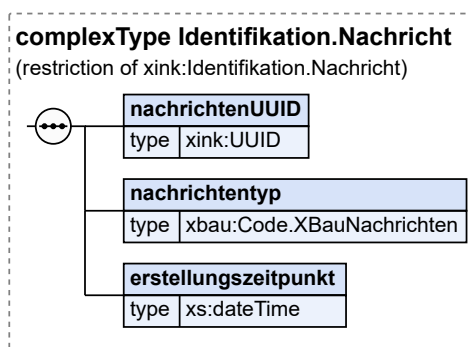 complexType Identifikation.Nachricht
(restriction of xink:Identifikation.Nachricht)
nachrichtenUUID
type xink:UUID
nachrichtentyp
type xbau:Code.XBauNachrichten
erstellungszeitpunkt
type xs:dateTime